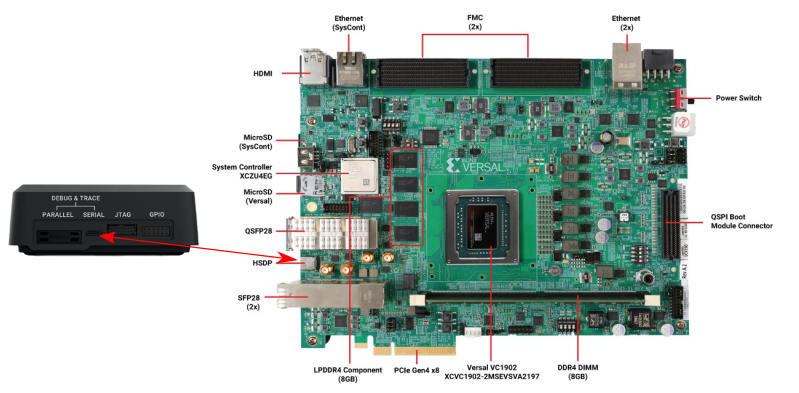 Ethernet
(SysCont)
FMC
(2x)
Ethernet
(2x)
HDMI
Power Switch
MicroSD
(SysCont)
System Controller
XCZU4EG
MicroSD
(Versal)
VERSAL
DEBUG & TRACE
PARALLEL SERIAL JTAG GPIO
QSFP28
QSPI Boot
Module Connector
HSDP
Rev A.2
SFP28
(2x)
LPDDR4 Component
(8GB)
PCIe Gen4 x8
Versal VC1902
XCVC1902-2MSEVSVA2197
DDR4 DIMM
(8GB)